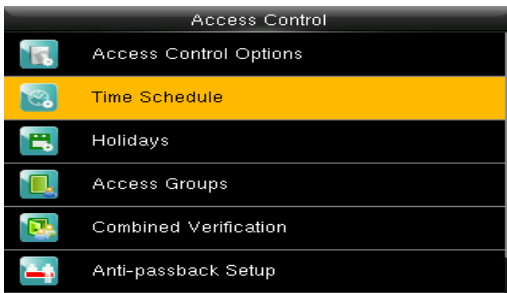 Access Control
Access Control Options
Time Schedule
Holidays
Access Groups
Combined Verification
Anti-passback Setup